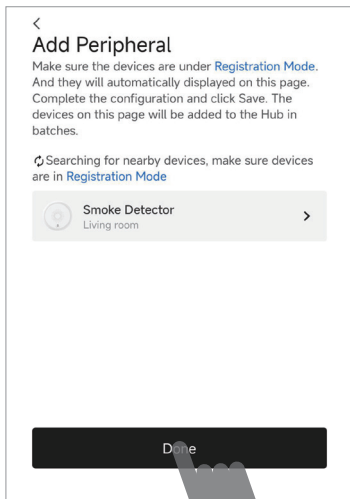 Add Peripheral
Make sure the devices are under Registration Mode.
And they will automatically displayed on this page.
Complete the configuration and click Save. The
devices on this page will be added to the Hub in
batches.
Searching for nearby devices, make sure devices
are in Registration Mode
Smoke Detector
Living room
Done